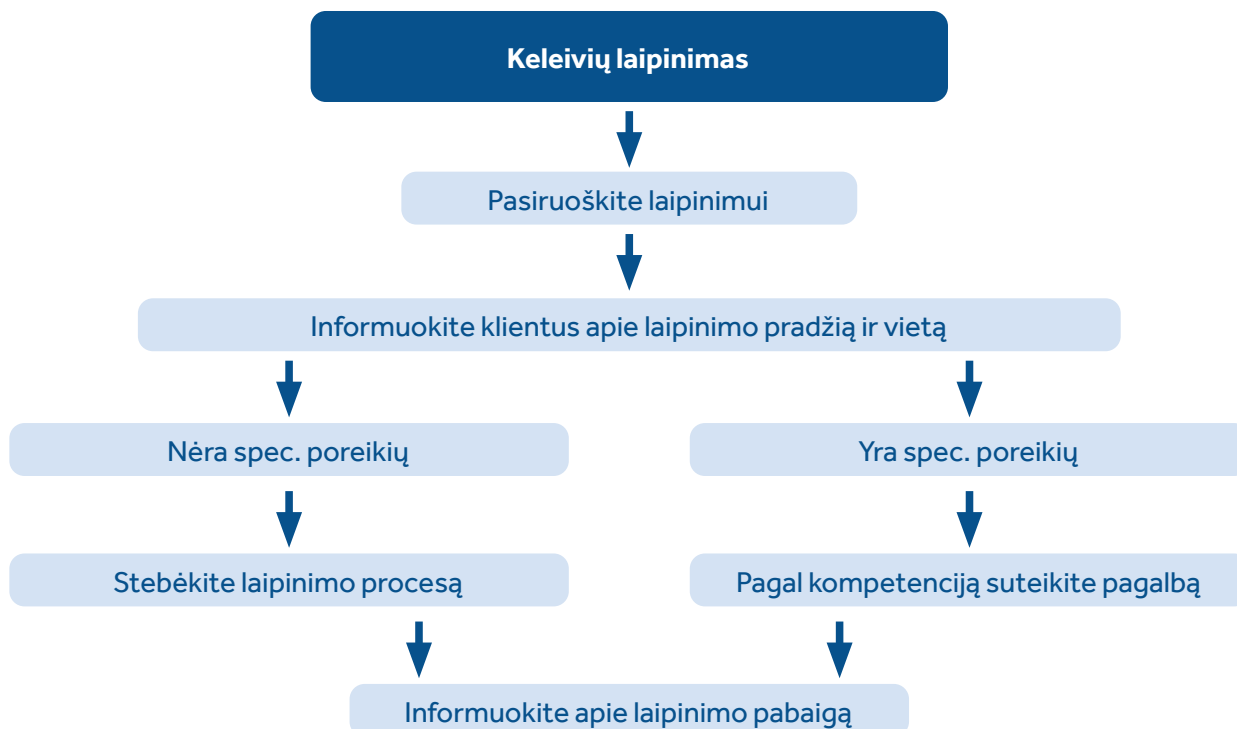 Keleivių laipinimas
Pasiruoškite laipinimui
Informuokite klientus apie laipinimo pradžią ir vietą
Nėra spec. poreikių
Yra spec. poreikių
Stebėkite laipinimo procesą
Pagal kompetenciją suteikite pagalbą
Informuokite apie laipinimo pabaigą